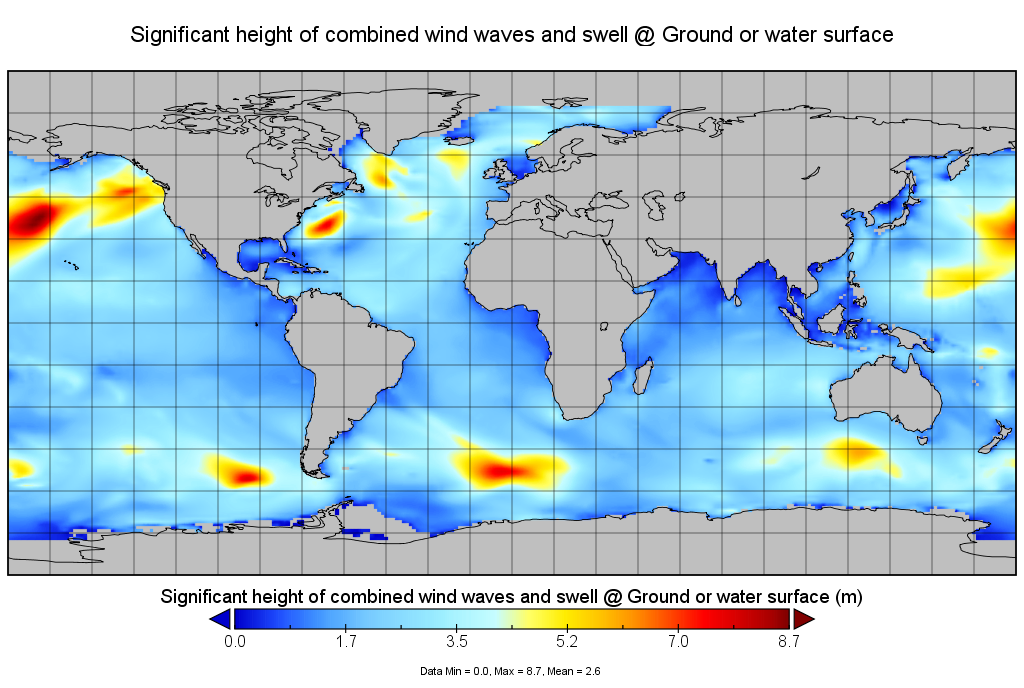 Significant height of combined wind waves and swell @ Ground or water surface
Significant height of combined wind waves and swell @ Ground or water surface (m)
0.0 1.7 3.5 5.2 7.0 8.7
Data Min = 0.0, Max = 8.7, Mean = 2.6